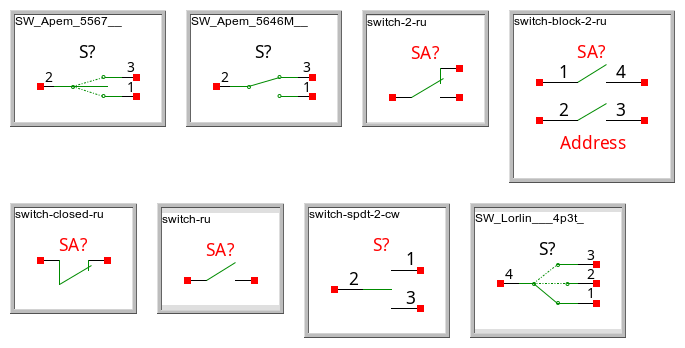 SW_Apem_5567__
S?
2
3
1
SW_Apem_5646M__
S?
2
3
1
switch-2-ru
SA?
switch-block-2-ru
SA?
1 4
2 3
Address
switch-closed-ru
SA?
switch-ru
SA?
switch-spdt-2-cw
S?
1
2
3
SW_Lorlin___4p3t_
S?
3
4 2
1